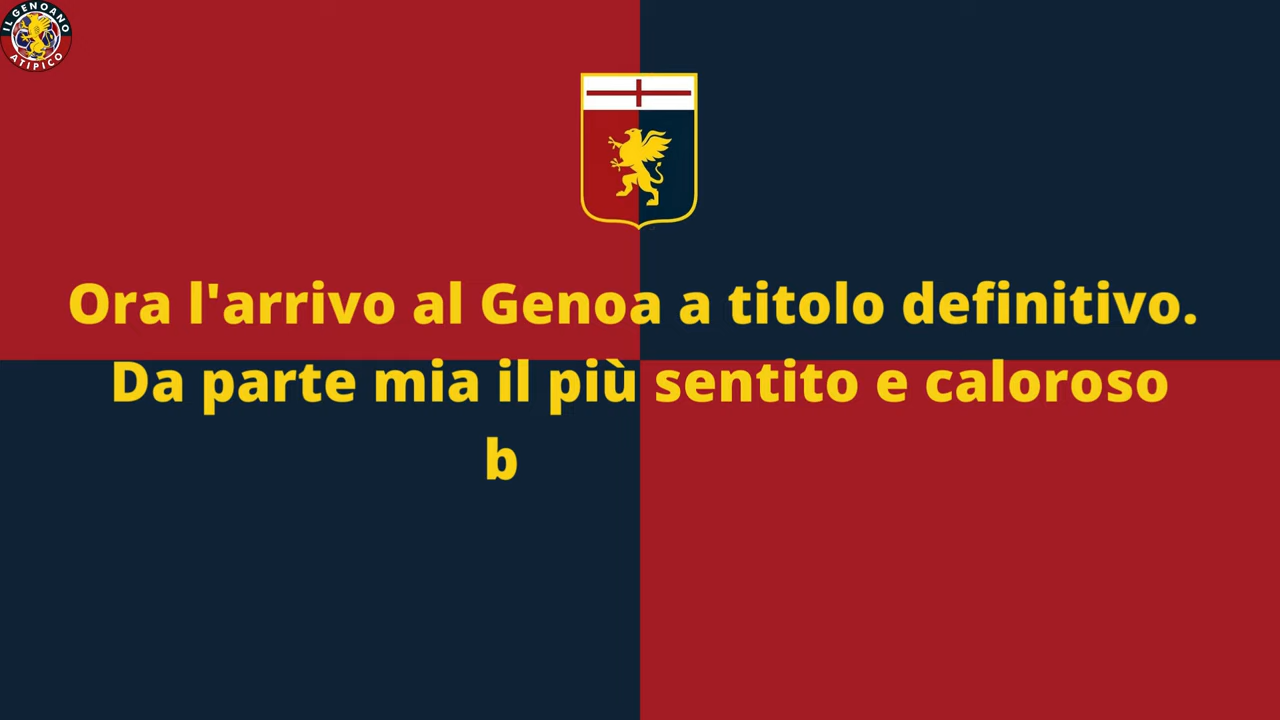 IL GENOANO
ATIPICO
Ora l'arrivo al Genoa a titolo definitivo.
Da parte mia il più sentito e caloroso
b